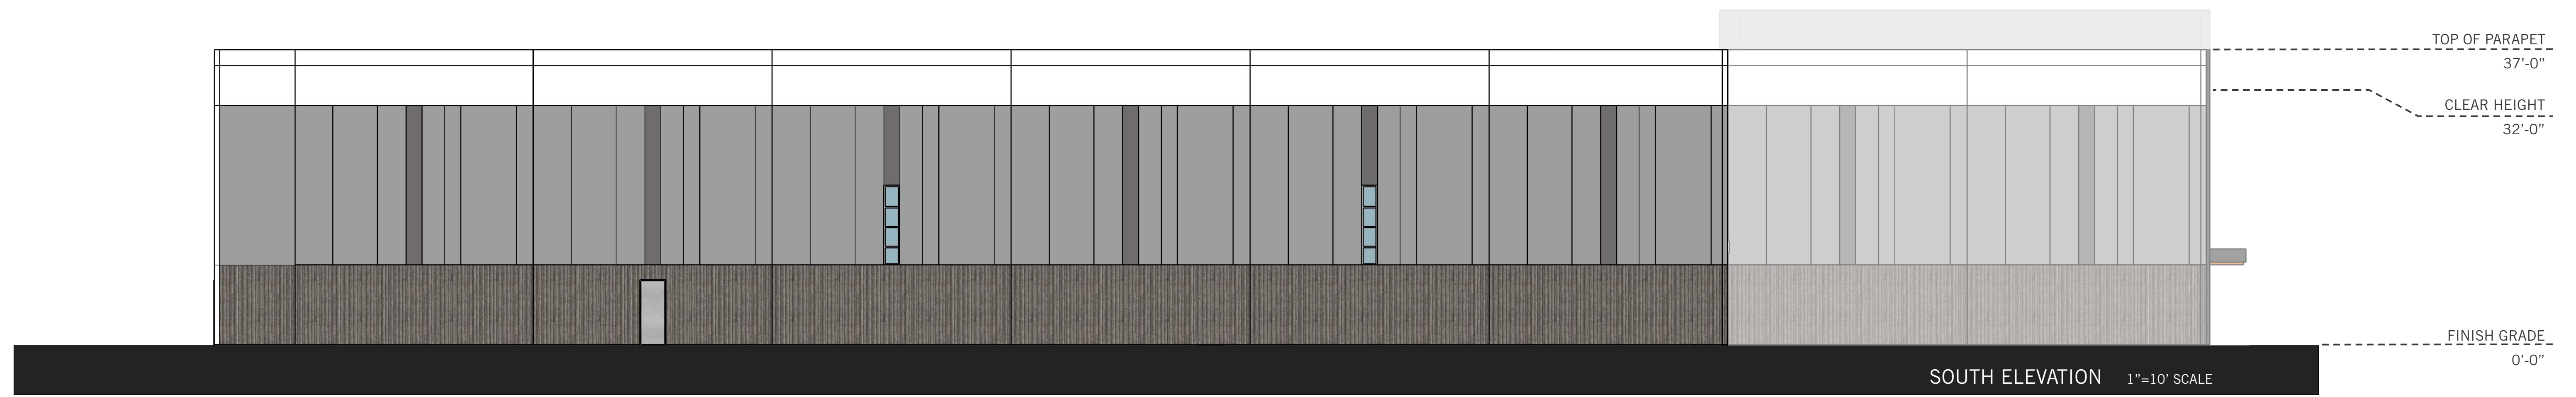 TOP OF PARAPET
37’-0”
CLEAR HEIGHT
32’-0”
FINISH GRADE
0’-0”
SOUTH ELEVATION 1”=10’ SCALE